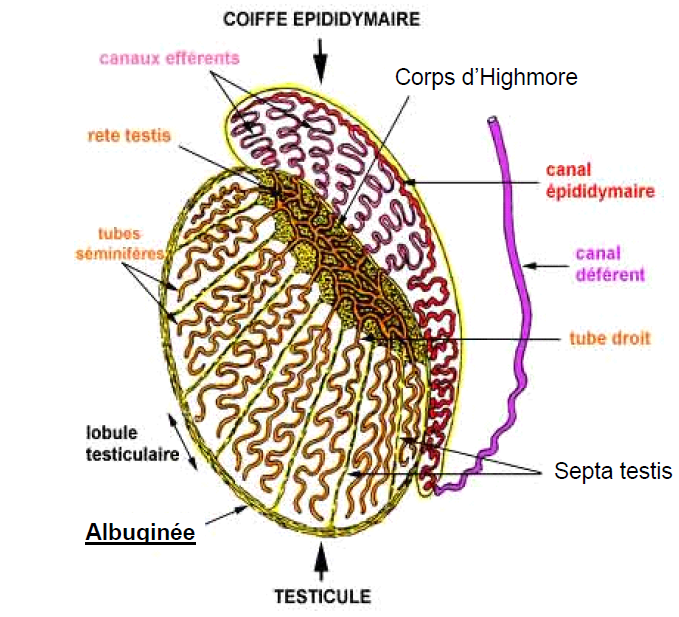 COIFFE EPIDIDYMAIRE
canaux efférents
Corps d'Highmore
rete testis
canal
épididymaire
tubes
séminifères
canal
déférent
tube droit
lobule
testiculaire
Septa testis
Albuginée
TESTICULE